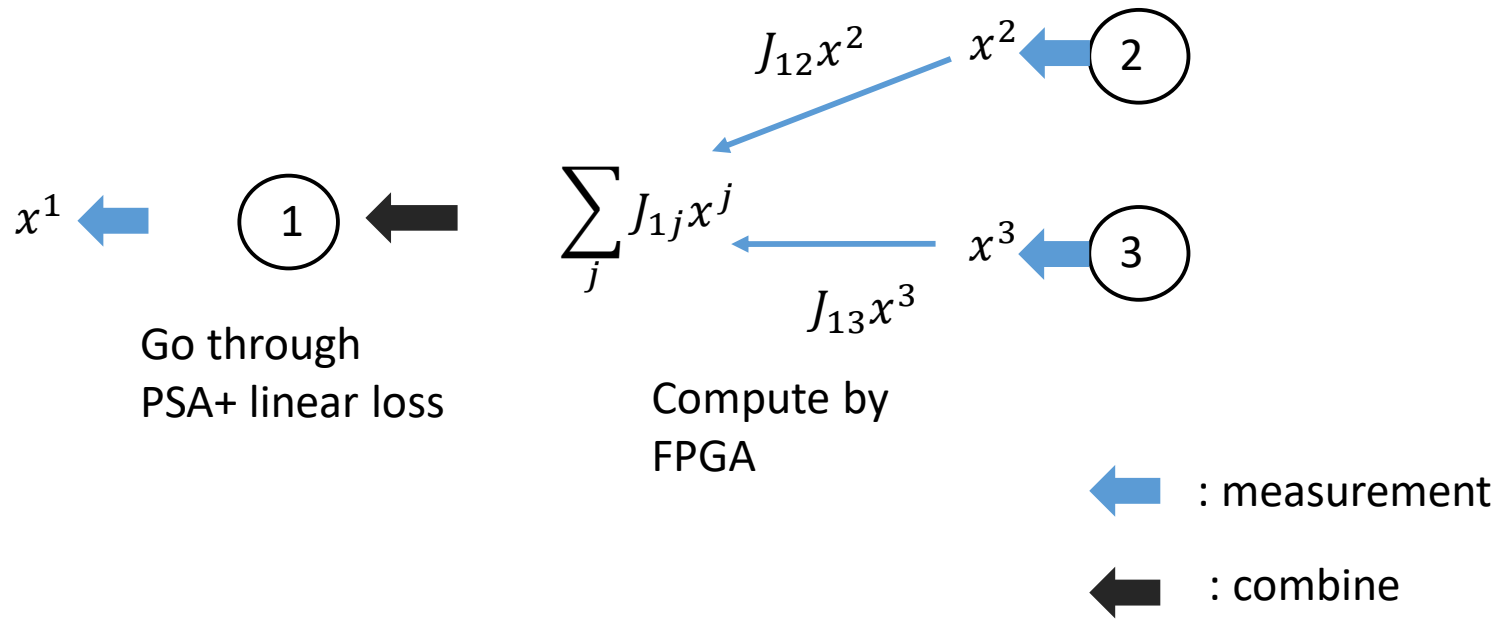 J₁₂x²
x²
2
x¹
1
∑ⱼ J₁ⱼxʲ
x³
3
J₁₃x³
Go through
PSA+ linear loss
Compute by
FPGA
: measurement
: combine